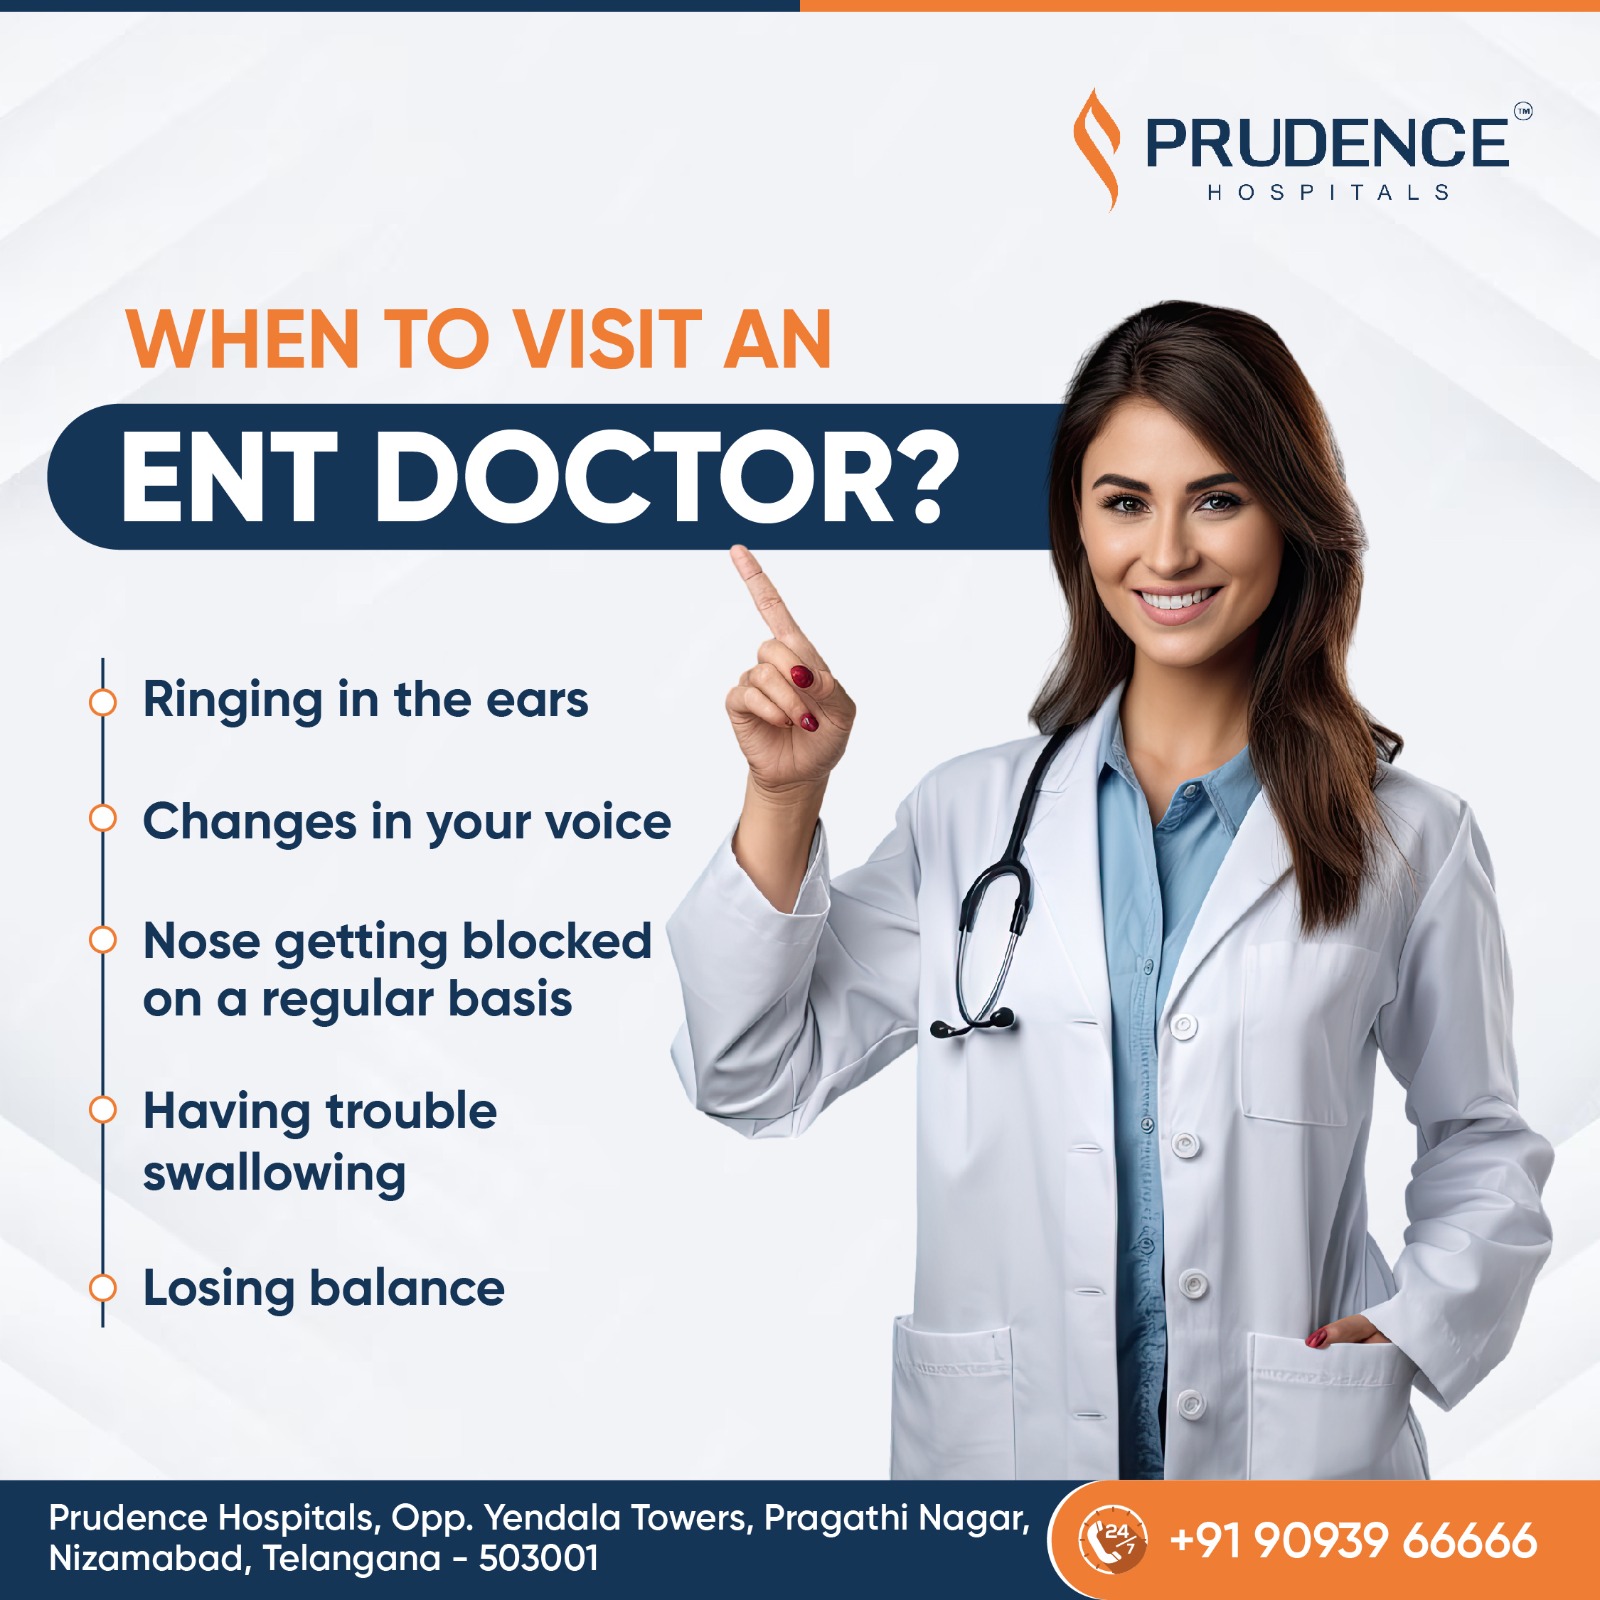 PRUDENCE TM
HOSPITALS
WHEN TO VISIT AN
ENT DOCTOR?
Ringing in the ears
Changes in your voice
Nose getting blocked
on a regular basis
Having trouble
swallowing
Losing balance
Prudence Hospitals, Opp. Yendala Towers, Pragathi Nagar,
Nizamabad, Telangana - 503001
24/7
+91 90939 66666